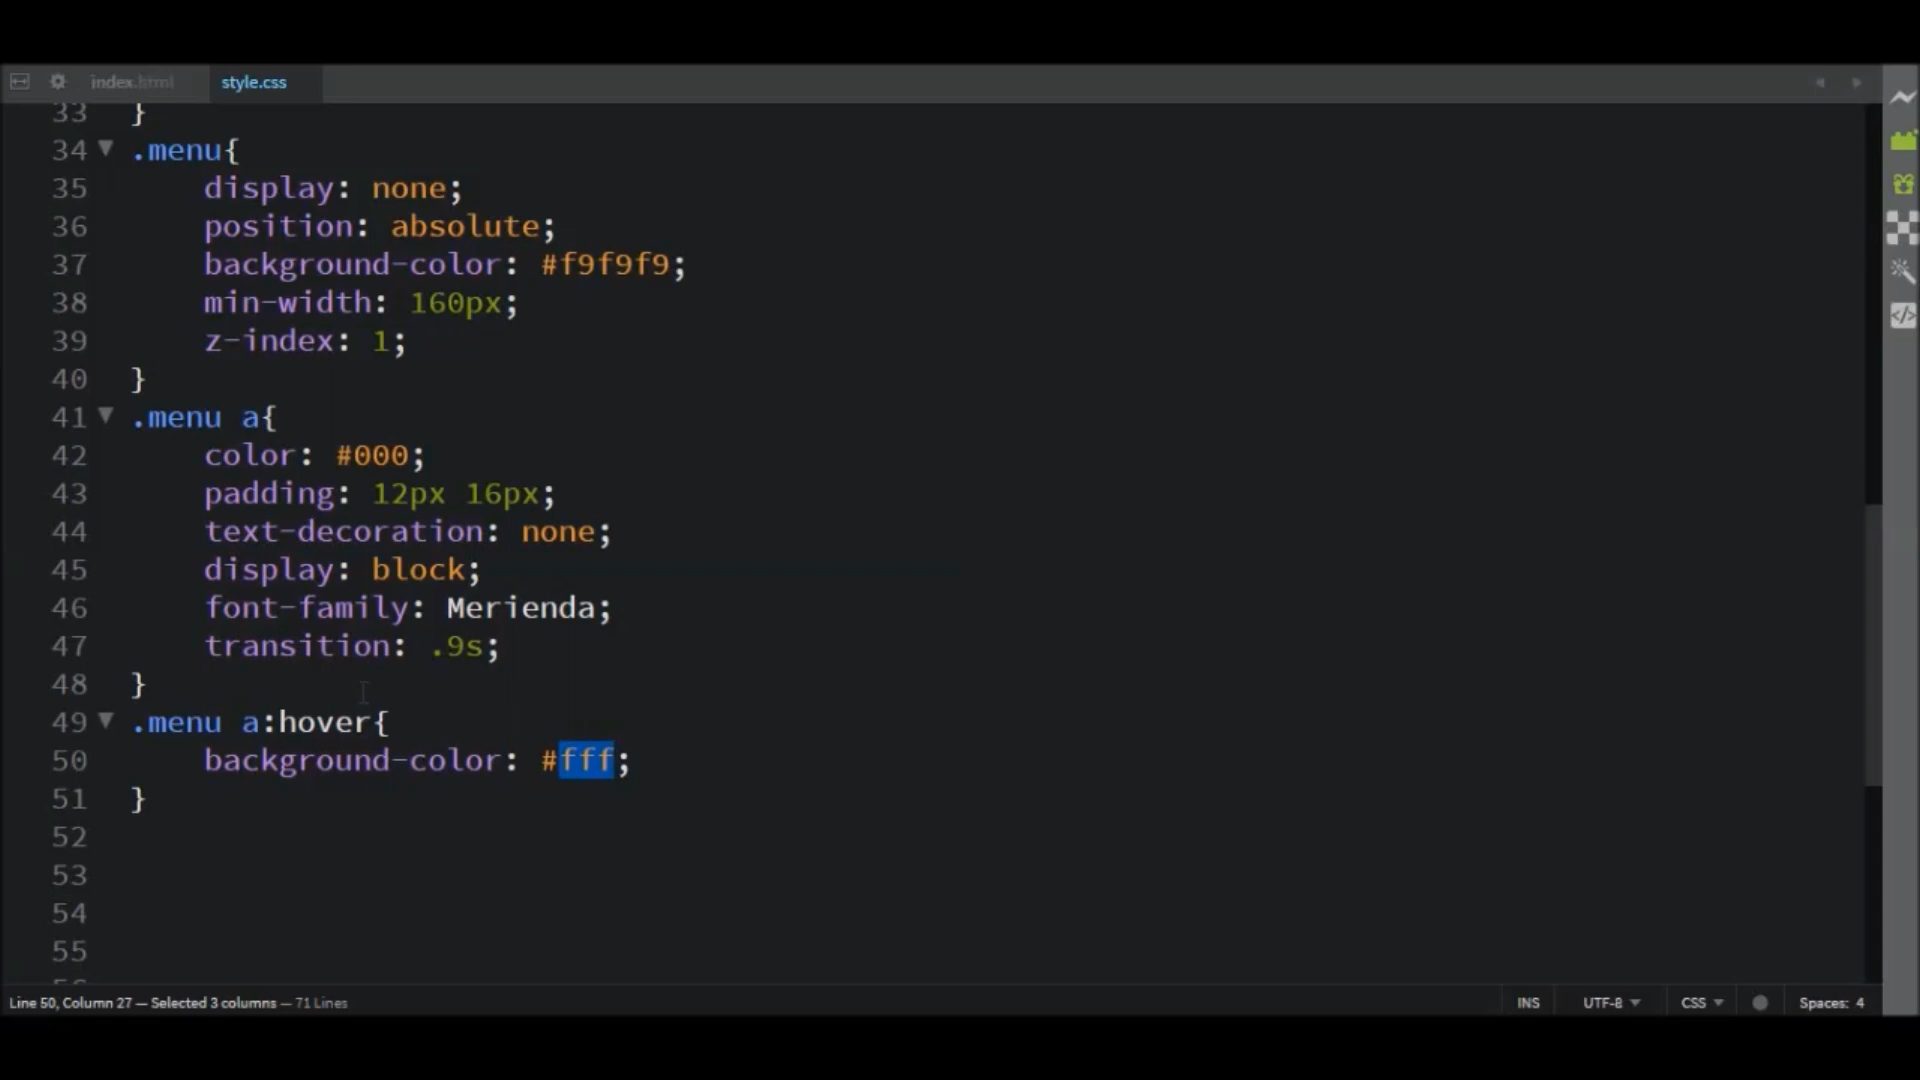 index.html style.css
33 }
34 .menu{
35 display: none;
36 position: absolute;
37 background-color: #f9f9f9;
38 min-width: 160px;
39 z-index: 1;
40 }
41 .menu a{
42 color: #000;
43 padding: 12px 16px;
44 text-decoration: none;
45 display: block;
46 font-family: Merienda;
47 transition: .9s;
48 }
49 .menu a:hover{
50 background-color: #fff;
51 }
52
53
54
55
Line 50, Column 27 — Selected 3 columns — 71 Lines INS UTF-8 CSS Spaces: 4